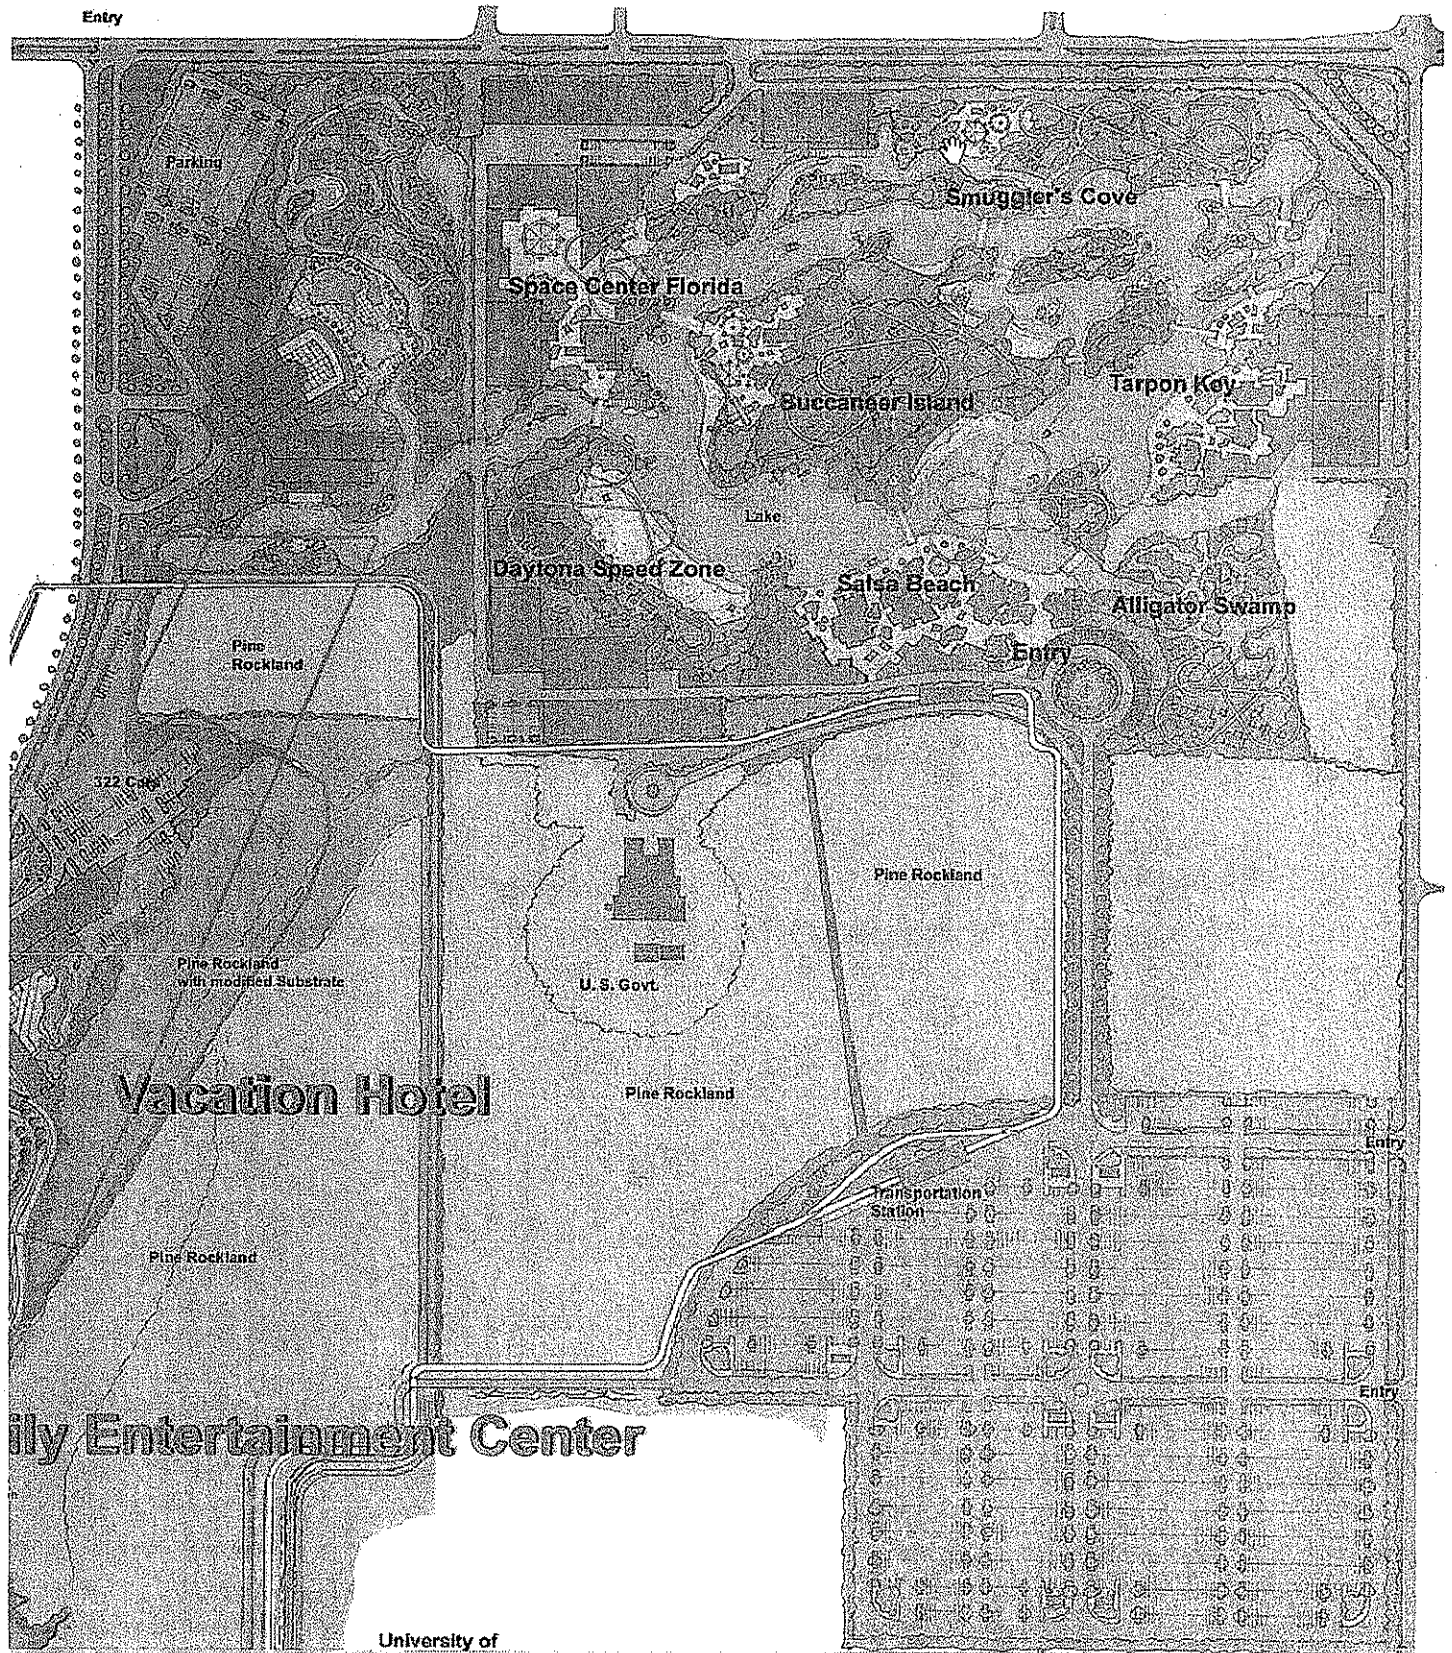 Entry
Parking
Smuggler's Cove
Space Center Florida
Tarpon Key
Buccaneer Island
Lake
Daytona Speed Zone
Salsa Beach
Alligator Swamp
Entry
Pine
Rockland
322 Cars
Pine Rockland
Pine Rockland
with modified Substrate
U. S. Govt.
Vacation Hotel
Pine Rockland
Entry
Transportation
Station
Pine Rockland
Entry
ily Entertainment Center
University of